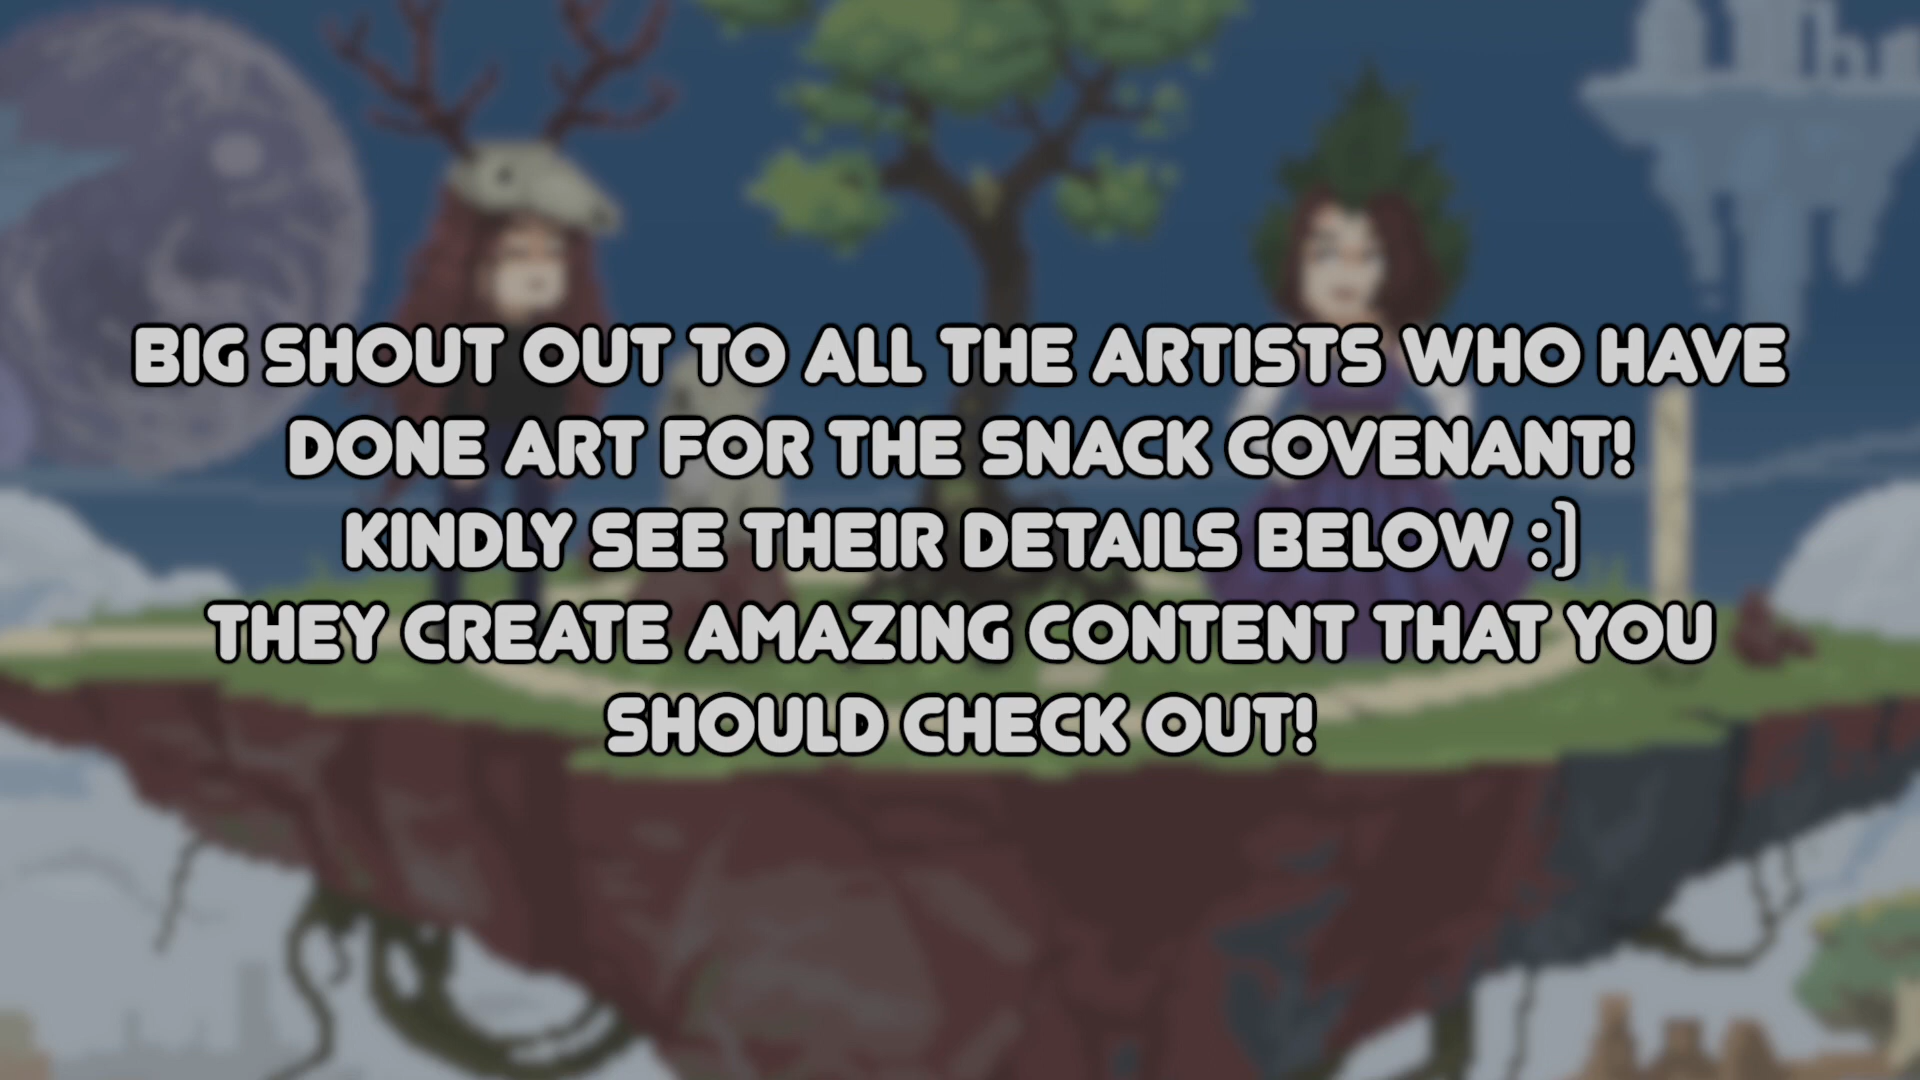 BIG SHOUT OUT TO ALL THE ARTISTS WHO HAVE
DONE ART FOR THE SNACK COVENANT!
KINDLY SEE THEIR DETAILS BELOW :)
THEY CREATE AMAZING CONTENT THAT YOU
SHOULD CHECK OUT!